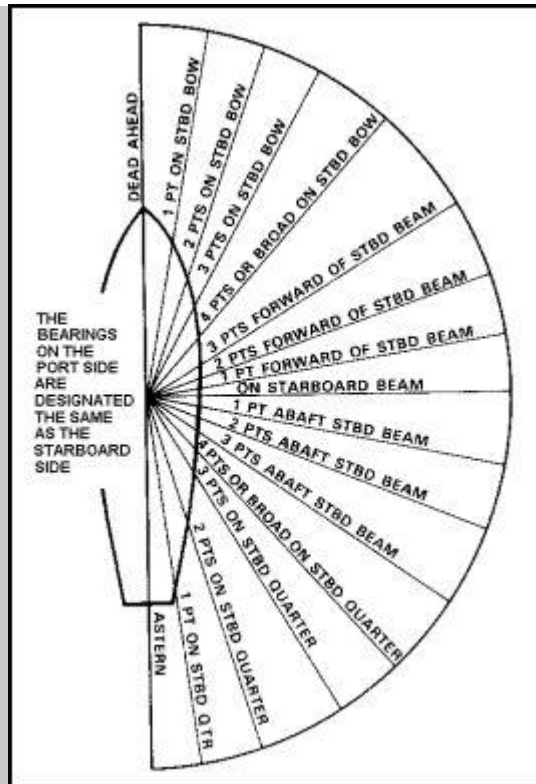 DEAD AHEAD
1 PT ON STBD BOW
2 PTS ON STBD BOW
3 PTS ON STBD BOW
4 PTS OR BROAD ON STBD BOW
3 PTS FORWARD OF STBD BEAM
2 PTS FORWARD OF STBD BEAM
1 PT FORWARD OF STBD BEAM
ON STARBOARD BEAM
1 PT ABAFT STBD BEAM
2 PTS ABAFT STBD BEAM
3 PTS ABAFT STBD BEAM
4 PTS OR BROAD ON STBD QUARTER
3 PTS ON STBD QUARTER
2 PTS ON STBD QUARTER
1 PT ON STBD QTR
ASTERN
THE
BEARINGS
ON THE
PORT SIDE
ARE
DESIGNATED
THE SAME
AS THE
STARBOARD
SIDE